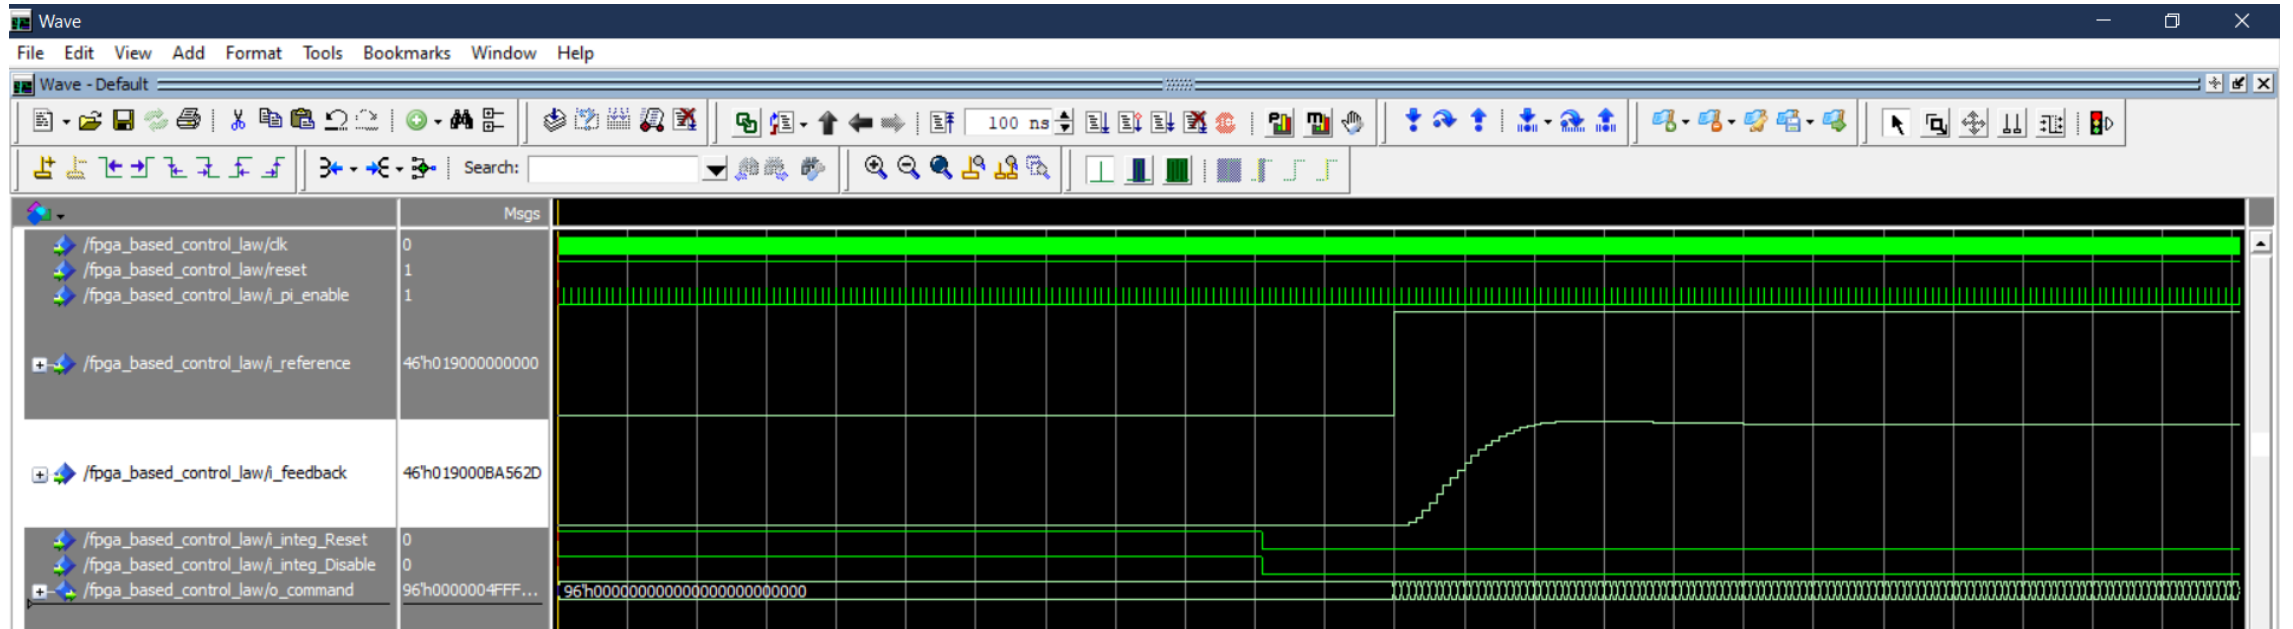 Wave
File Edit View Add Format Tools Bookmarks Window Help
Wave - Default
100 ns
Search:
Msgs
/fpga_based_control_law/clk 0
/fpga_based_control_law/reset 1
/fpga_based_control_law/i_pi_enable 1
/fpga_based_control_law/i_reference 46'h019000000000
/fpga_based_control_law/i_feedback 46'h019000BA562D
/fpga_based_control_law/i_integ_Reset 0
/fpga_based_control_law/i_integ_Disable 0
/fpga_based_control_law/o_command 96'h0000004FFF... 96'h000000000000000000000000